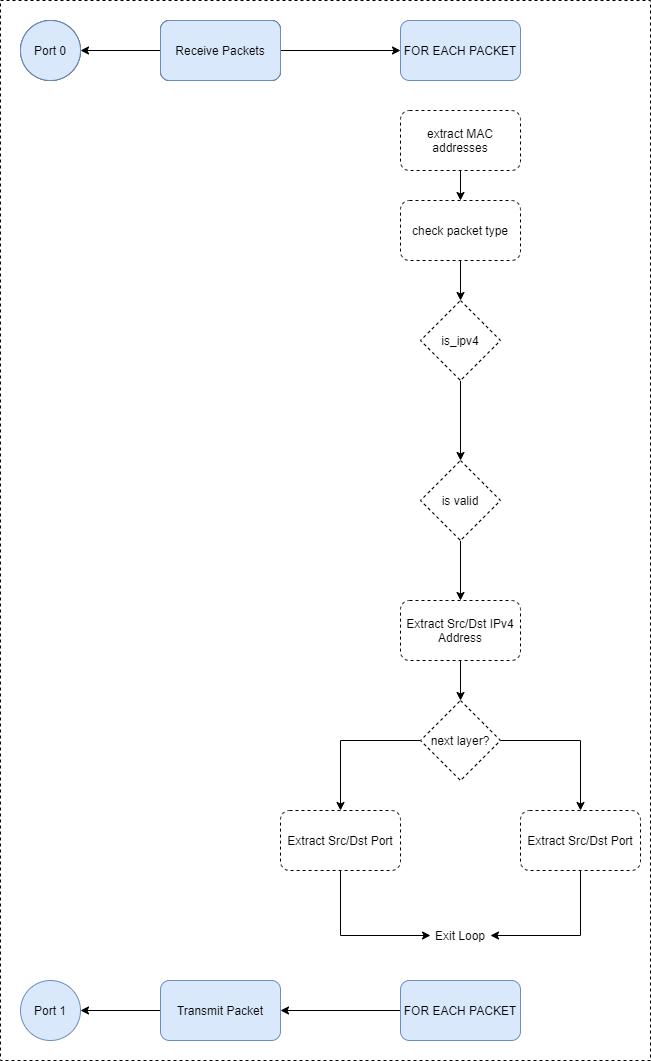 Port 0
Receive Packets
FOR EACH PACKET
extract MAC
addresses
check packet type
is_ipv4
is valid
Extract Src/Dst IPv4
Address
next layer?
Extract Src/Dst Port
Extract Src/Dst Port
Exit Loop
Port 1
Transmit Packet
FOR EACH PACKET